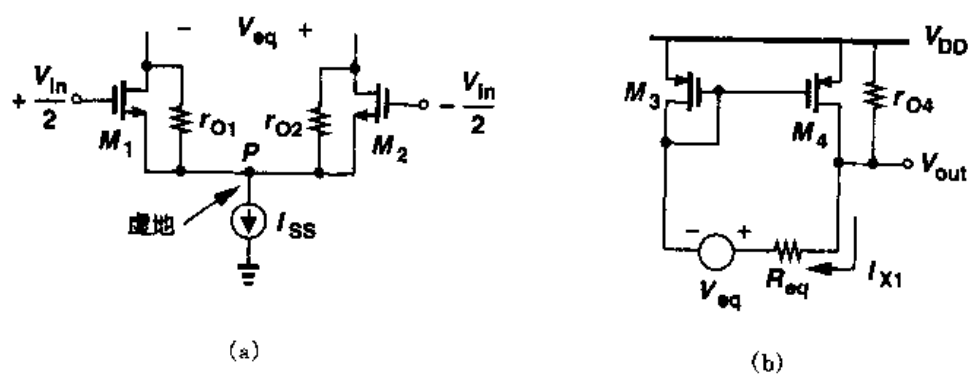 − V_eq +
+ V_in/2
− V_in/2
M_1
r_O1
r_O2
M_2
P
虚地
I_SS
(a)
V_DD
M_3
M_4
r_O4
V_out
− +
V_eq
R_eq
I_X1
(b)